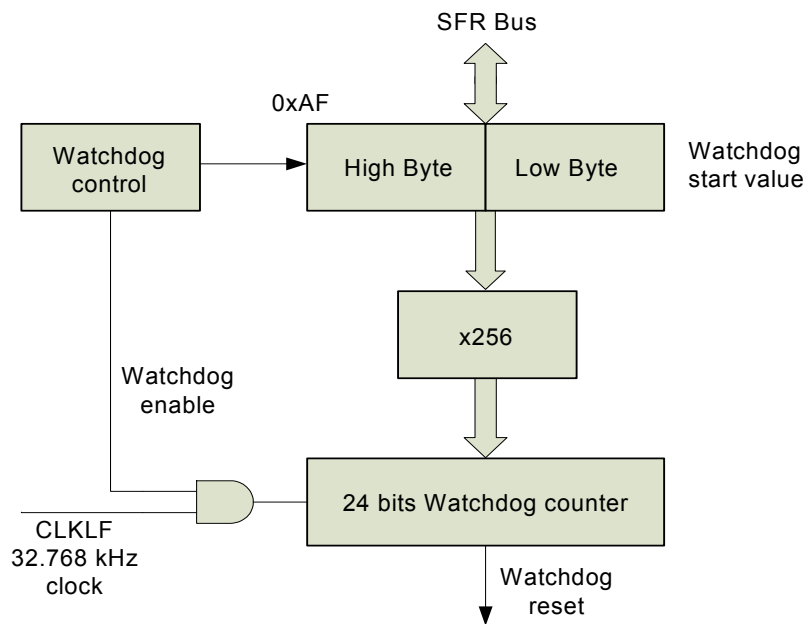 SFR Bus
0xAF
Watchdog
control
High Byte
Low Byte
Watchdog
start value
x256
Watchdog
enable
24 bits Watchdog counter
CLKLF
32.768 kHz
clock
Watchdog
reset